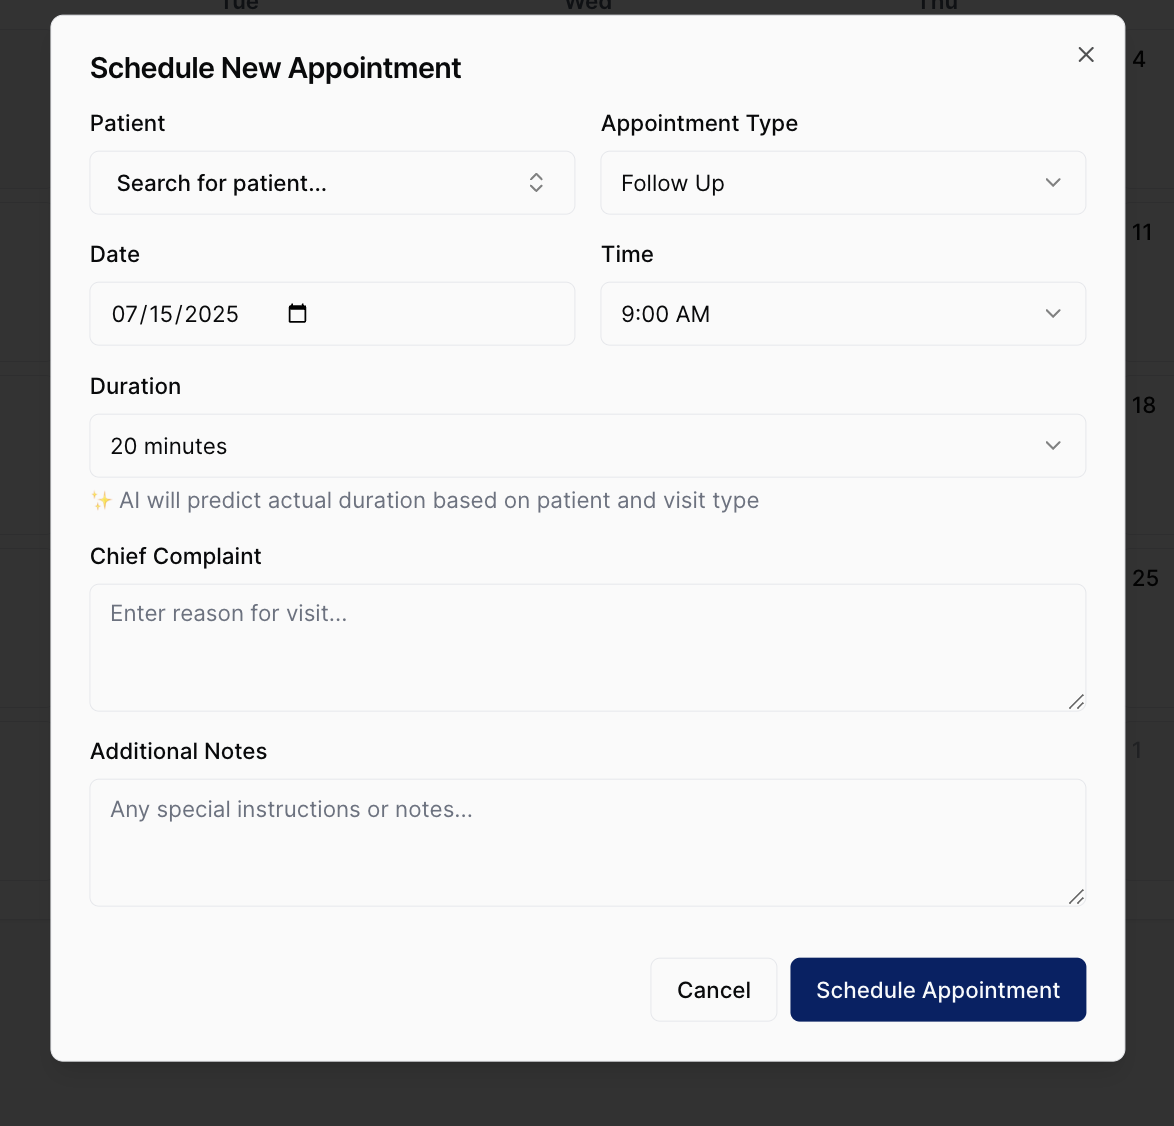 Tue Wed Thu
Schedule New Appointment
4
Patient
Appointment Type
Search for patient...
Follow Up
11
Date
Time
07/15/2025
9:00 AM
Duration
18
20 minutes
✨ AI will predict actual duration based on patient and visit type
Chief Complaint
25
Enter reason for visit...
Additional Notes
1
Any special instructions or notes...
Cancel
Schedule Appointment